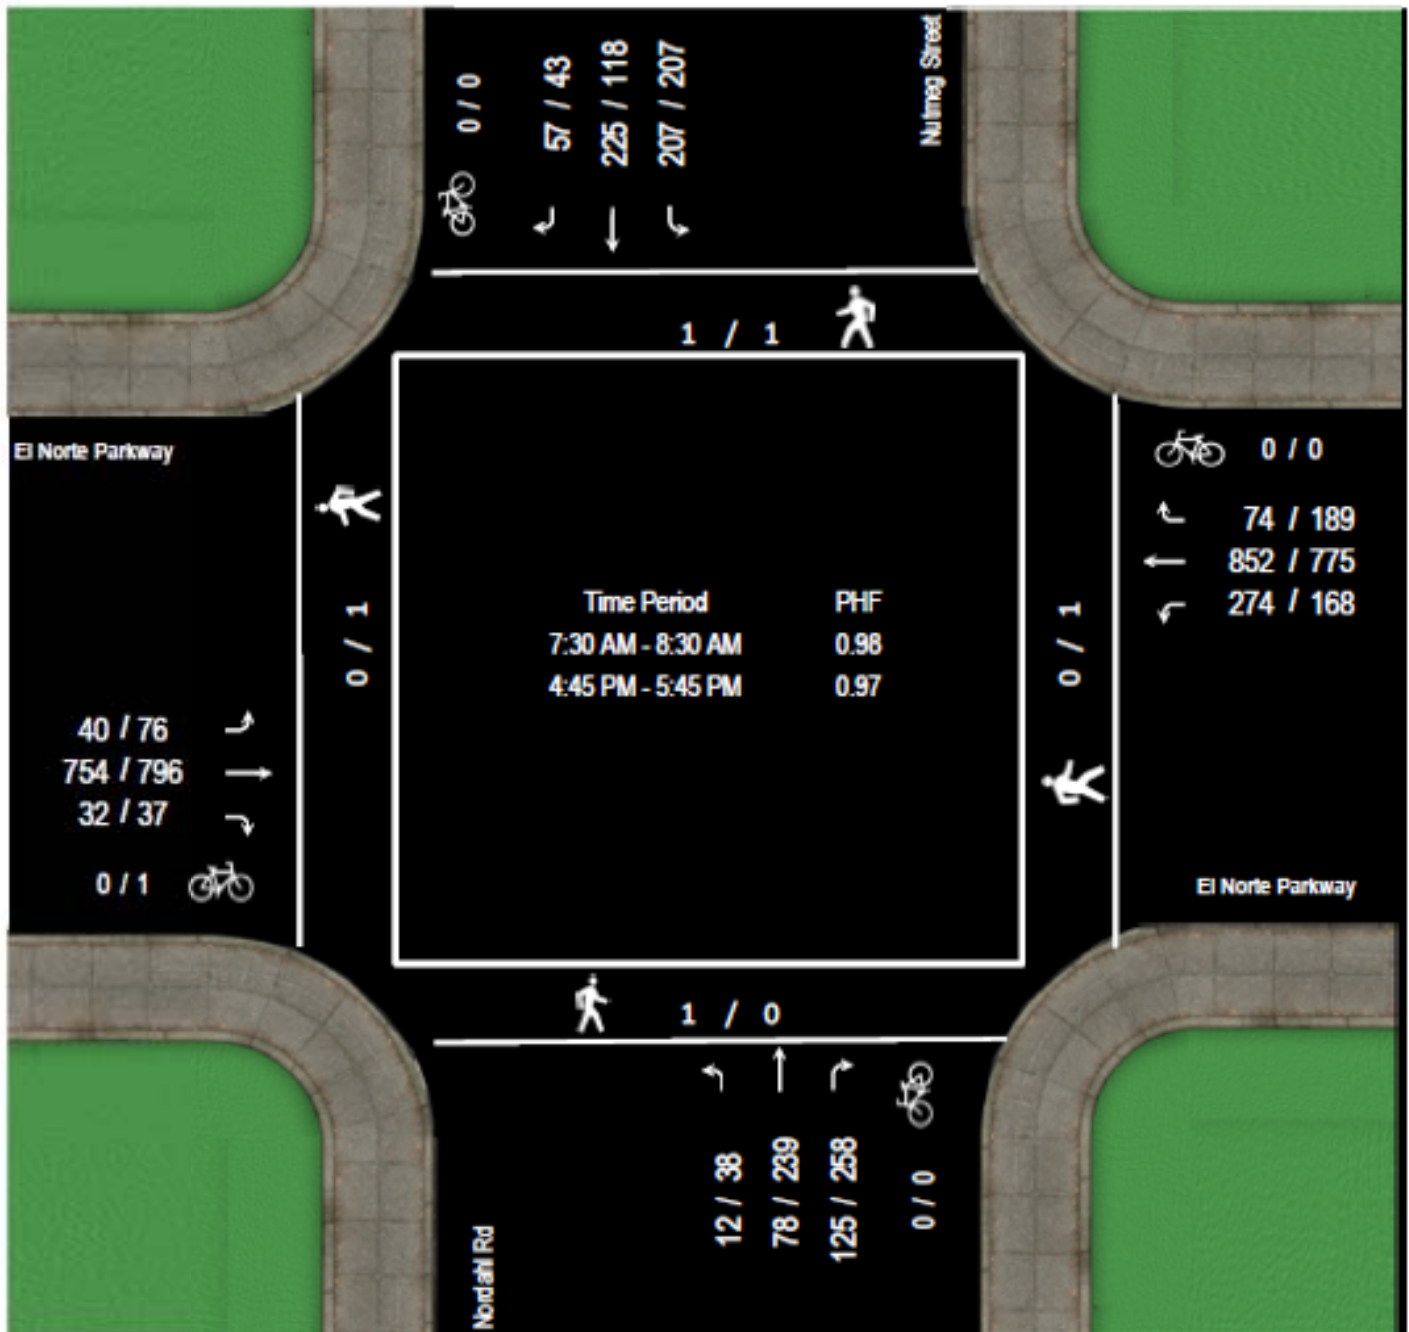 0 / 0
57 / 43
225 / 118
207 / 207
Nutmeg Street
1 / 1
El Norte Parkway
0 / 0
74 / 189
852 / 775
274 / 168
0 / 1
Time Period PHF
7:30 AM - 8:30 AM 0.98
4:45 PM - 5:45 PM 0.97
0 / 1
40 / 76
754 / 796
32 / 37
0 / 1
El Norte Parkway
1 / 0
12 / 38
78 / 239
125 / 258
0 / 0
Nordahl Rd